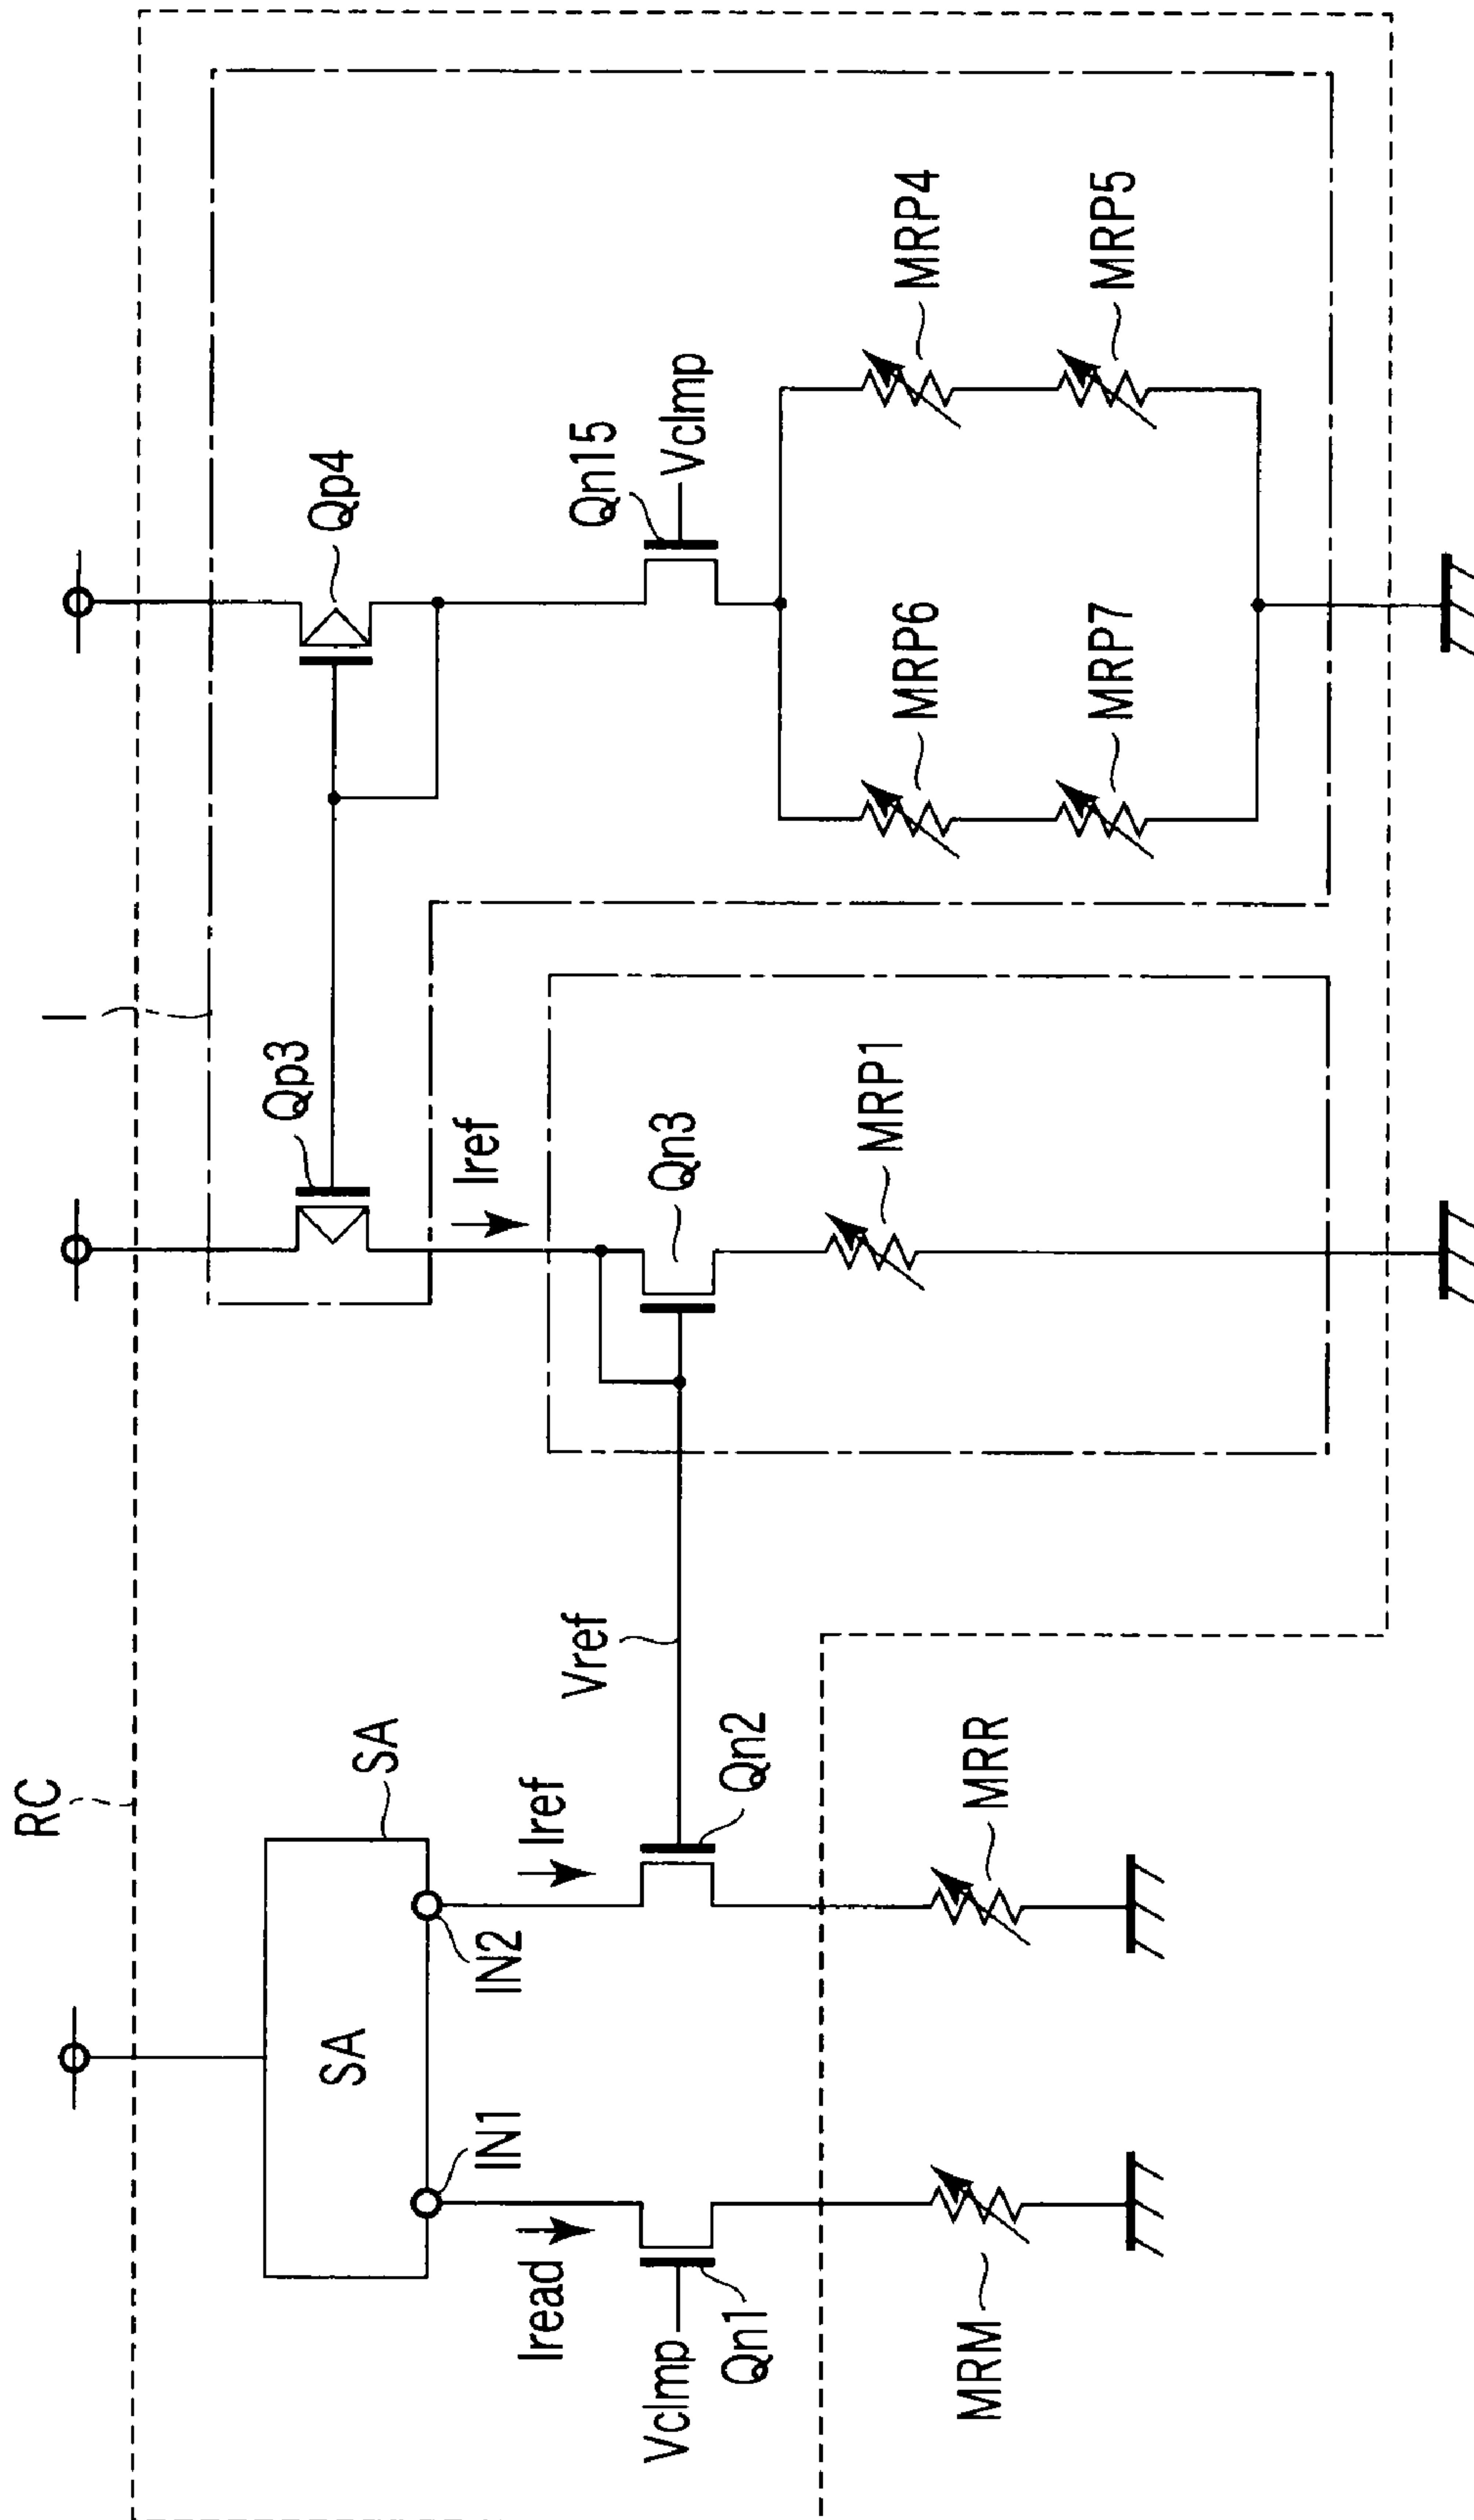 RC
I
SA
SA
IN1
IN2
Iread
Iref
Vclmp
Qn1
Qn2
Vref
MRM
MRR
Qp3
Iref
Qn3
MRP1
Qp4
Qn15
Vclmp
MRP6
MRP7
MRP4
MRP5